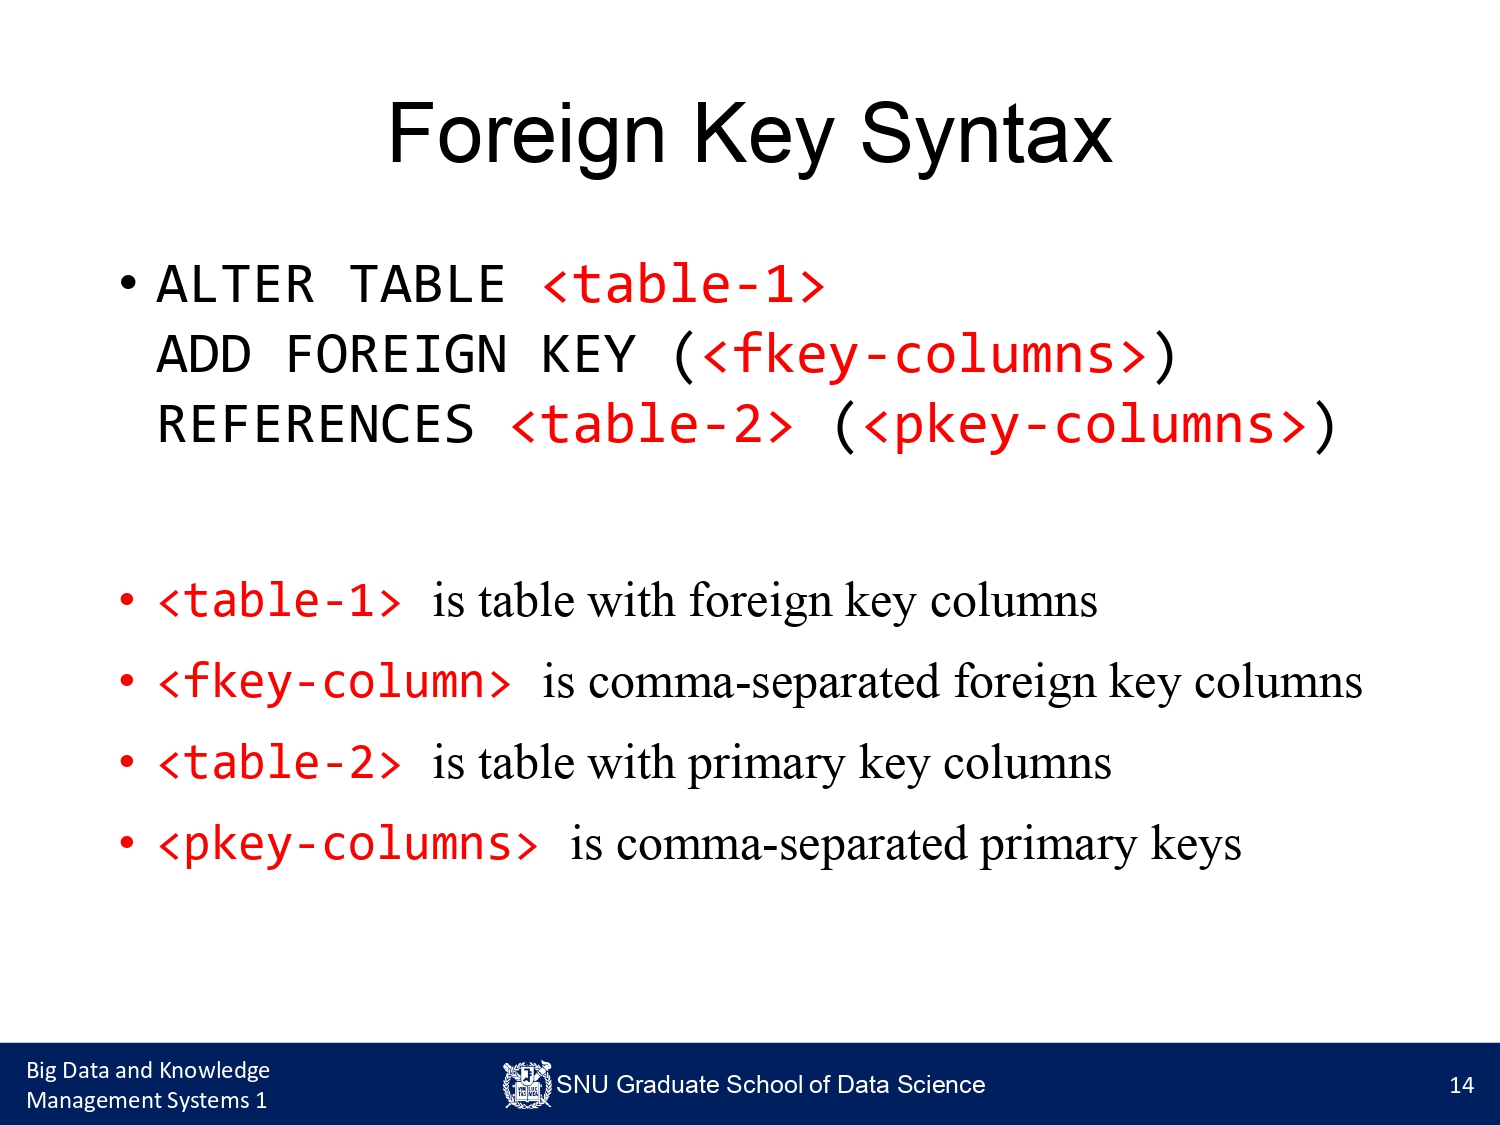 Foreign Key Syntax
• ALTER TABLE <table-1>
ADD FOREIGN KEY (<fkey-columns>)
REFERENCES <table-2> (<pkey-columns>)
• <table-1> is table with foreign key columns
• <fkey-column> is comma-separated foreign key columns
• <table-2> is table with primary key columns
• <pkey-columns> is comma-separated primary keys
Big Data and Knowledge
Management Systems 1
SNU Graduate School of Data Science
14